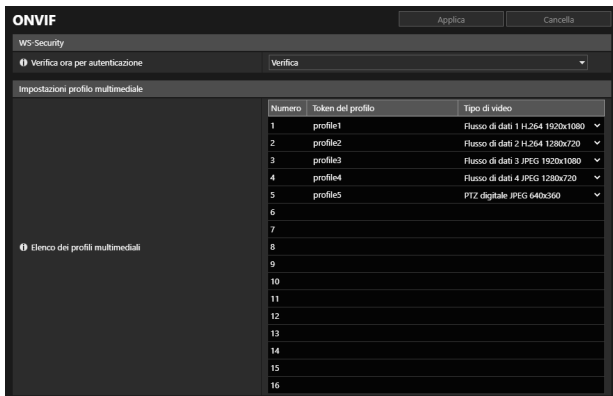 ONVIF Applica Cancella
WS-Security
Verifica ora per autenticazione Verifica
Impostazioni profilo multimediale
Numero Token del profilo Tipo di video
1 profile1 Flusso di dati 1 H.264 1920x1080
2 profile2 Flusso di dati 2 H.264 1280x720
3 profile3 Flusso di dati 3 JPEG 1920x1080
4 profile4 Flusso di dati 4 JPEG 1280x720
5 profile5 PTZ digitale JPEG 640x360
6
7
Elenco dei profili multimediali 8
9
10
11
12
13
14
15
16